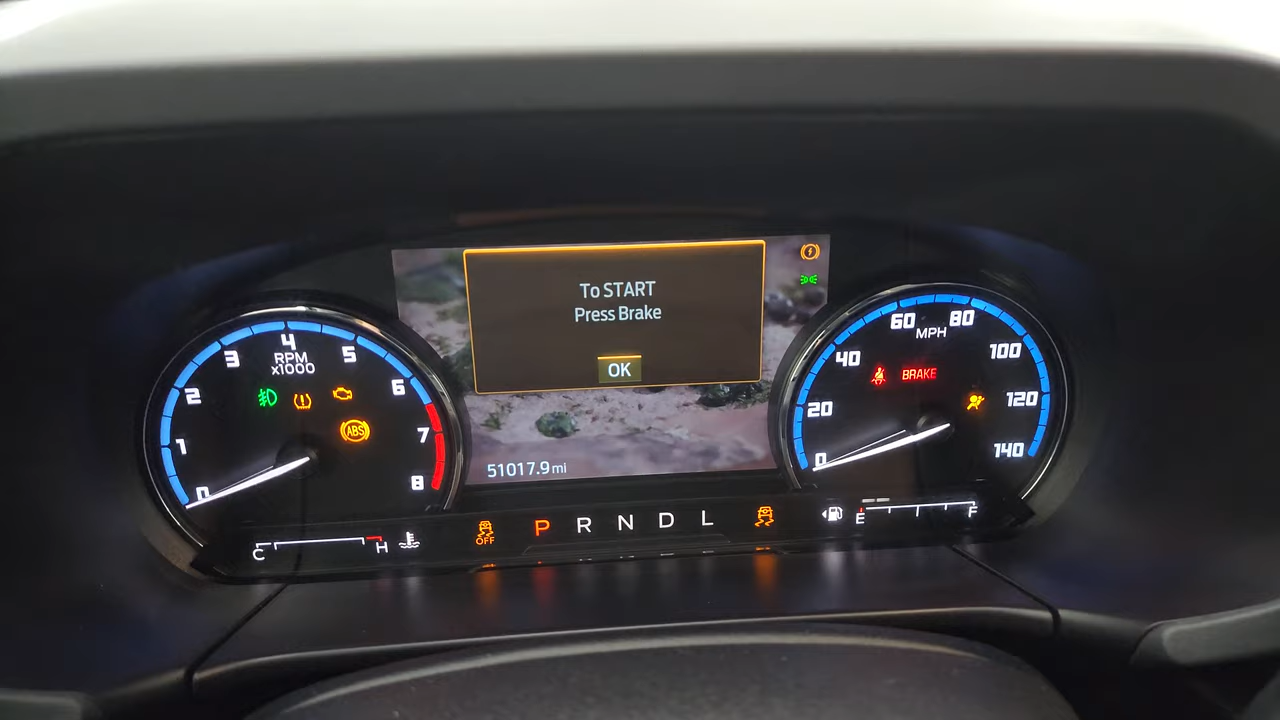 To START
Press Brake
OK
51017.9 mi
0
1
2
3
4
5
6
7
8
RPM
x1000
ABS
0
20
40
60
80
100
120
140
MPH
BRAKE
C
H
OFF
P R N D L
E
F